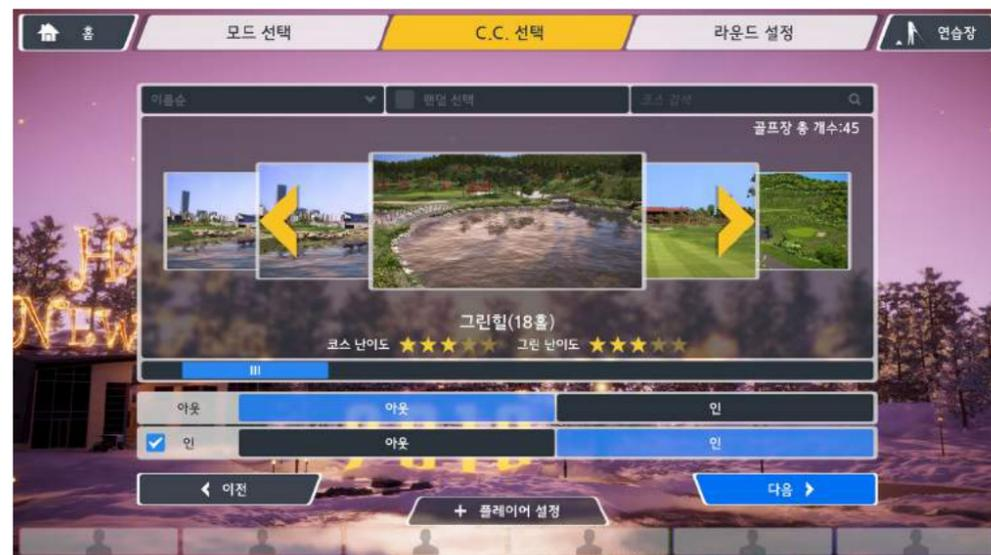 홈
모드 선택
C.C. 선택
라운드 설정
연습장
이름순
랜덤 선택
코스 검색
골프장 총 개수:45
그린힐(18홀)
코스 난이도 그린 난이도
아웃 아웃 인
인 아웃 인
이전
다음
+ 플레이어 설정